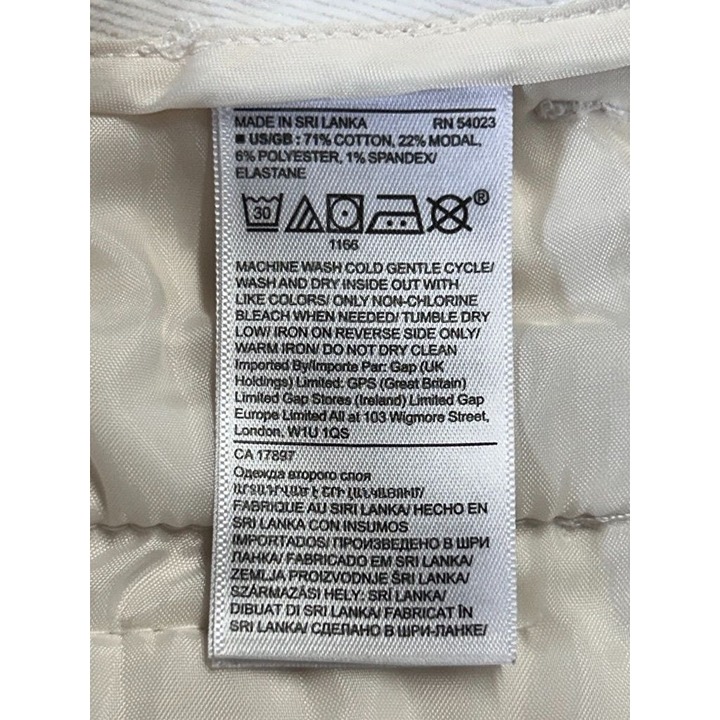 MADE IN SRI LANKA RN 54023
■ US/GB : 71% COTTON, 22% MODAL,
6% POLYESTER, 1% SPANDEX/
ELASTANE
30 ®
1166
MACHINE WASH COLD GENTLE CYCLE/
WASH AND DRY INSIDE OUT WITH
LIKE COLORS/ ONLY NON-CHLORINE
BLEACH WHEN NEEDED/ TUMBLE DRY
LOW/ IRON ON REVERSE SIDE ONLY/
WARM IRON/ DO NOT DRY CLEAN
Imported By/Importe Par: Gap (UK
Holdings) Limited: GPS (Great Britain)
Limited Gap Stores (Ireland) Limited Gap
Europe Limited All at 103 Wigmore Street,
London, W1U 1QS
CA 17897
Одежда второго слоя
ԱՐՏԱԴՐՎԱԾ Է ՇՐԻ ԼԱՆԿԱՅՈՒՄ/
FABRIQUE AU SIRI LANKA/ HECHO EN
SRI LANKA CON INSUMOS
IMPORTADOS/ ПРОИЗВЕДЕНО В ШРИ
ЛАНКА/ FABRICADO EM SRI LANKA/
ZEMLJA PROIZVODNJE ŠRI LANKA/
SZÁRMAZÁSI HELY: SRÍ LANKA/
DIBUAT DI SRI LANKA/ FABRICAT ÎN
SRI LANKA/ СДЕЛАНО В ШРИ-ЛАНКЕ/